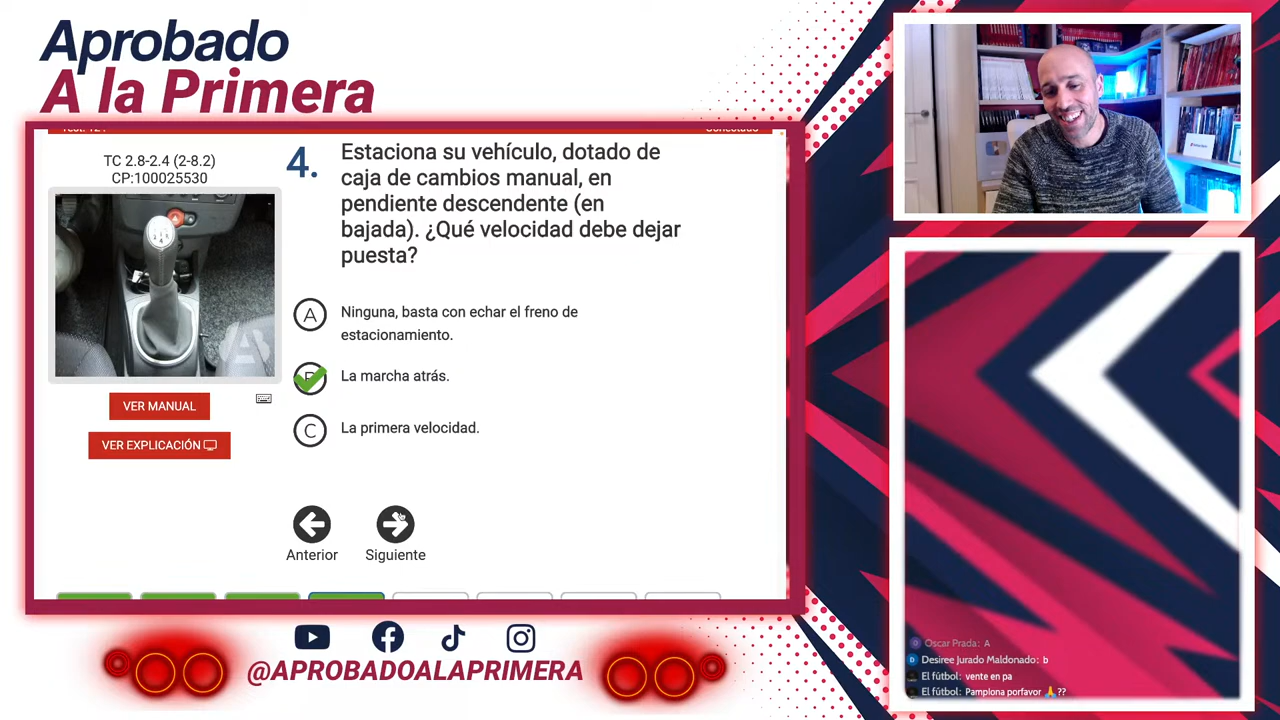 Aprobado
A la Primera
Conectado
TC 2.8-2.4 (2-8.2)
CP:100025530
4.
Estaciona su vehículo, dotado de
caja de cambios manual, en
pendiente descendente (en
bajada). ¿Qué velocidad debe dejar
puesta?
A
Ninguna, basta con echar el freno de
estacionamiento.
La marcha atrás.
C
La primera velocidad.
VER MANUAL
VER EXPLICACIÓN
Anterior
Siguiente
@APROBADOALAPRIMERA
Oscar Prada: A
Desiree Jurado Maldonado: b
El fútbol: vente en pa
El fútbol: Pamplona porfavor 🙏??